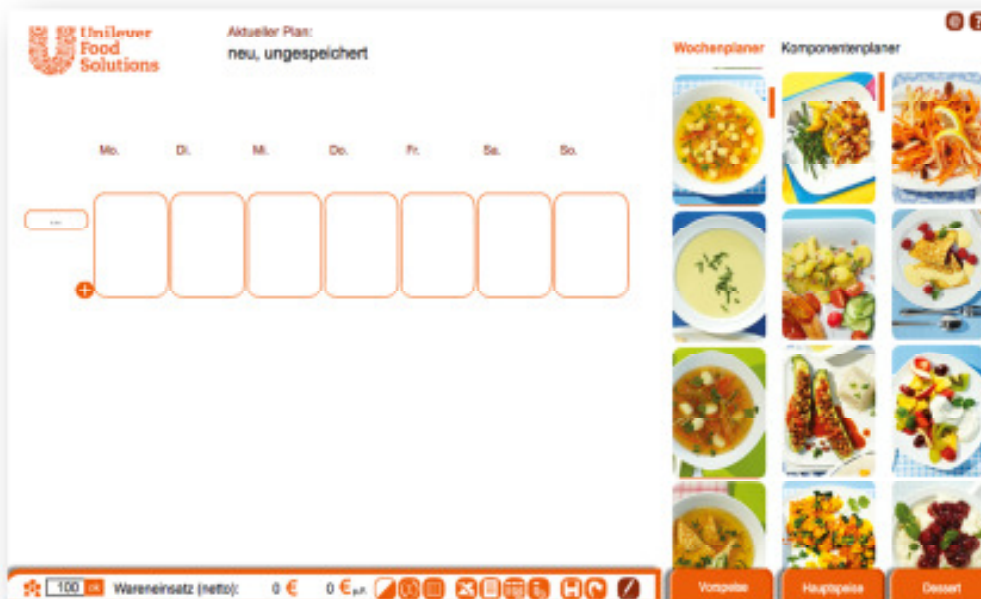 Unilever
Food
Solutions
Aktueller Plan:
neu, ungespeichert
Wochenplaner Komponentenplaner
?
Mo. Di. Mi. Do. Fr. Sa. So.
...
+
100 ok Wareneinsatz (netto): 0 € 0 € p.P.
Vorspeise Hauptspeise Dessert